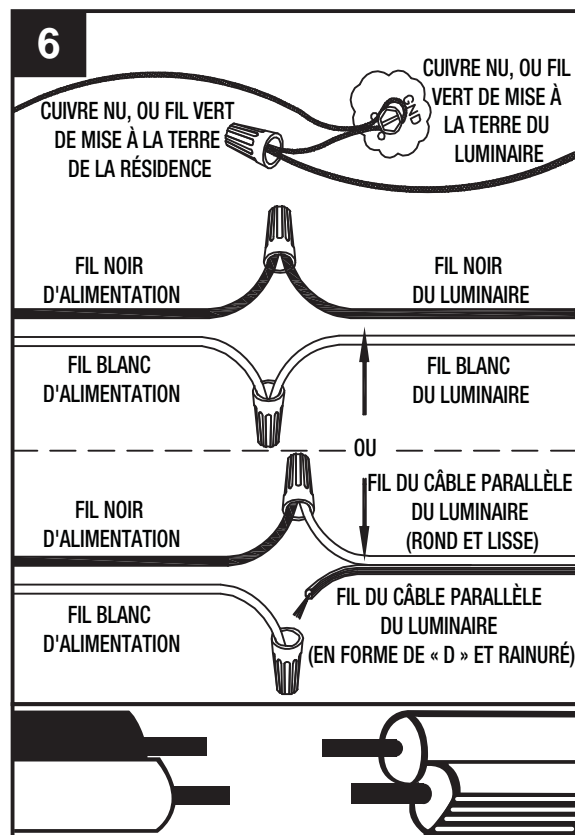 6
CUIVRE NU, OU FIL VERT
DE MISE À LA TERRE
DE LA RÉSIDENCE
CUIVRE NU, OU FIL
VERT DE MISE À
LA TERRE DU
LUMINAIRE
GND
FIL NOIR
D'ALIMENTATION
FIL NOIR
DU LUMINAIRE
FIL BLANC
D'ALIMENTATION
FIL BLANC
DU LUMINAIRE
OU
FIL NOIR
D'ALIMENTATION
FIL DU CÂBLE PARALLÈLE
DU LUMINAIRE
(ROND ET LISSE)
FIL BLANC
D'ALIMENTATION
FIL DU CÂBLE PARALLÈLE
DU LUMINAIRE
(EN FORME DE « D » ET RAINURÉ)